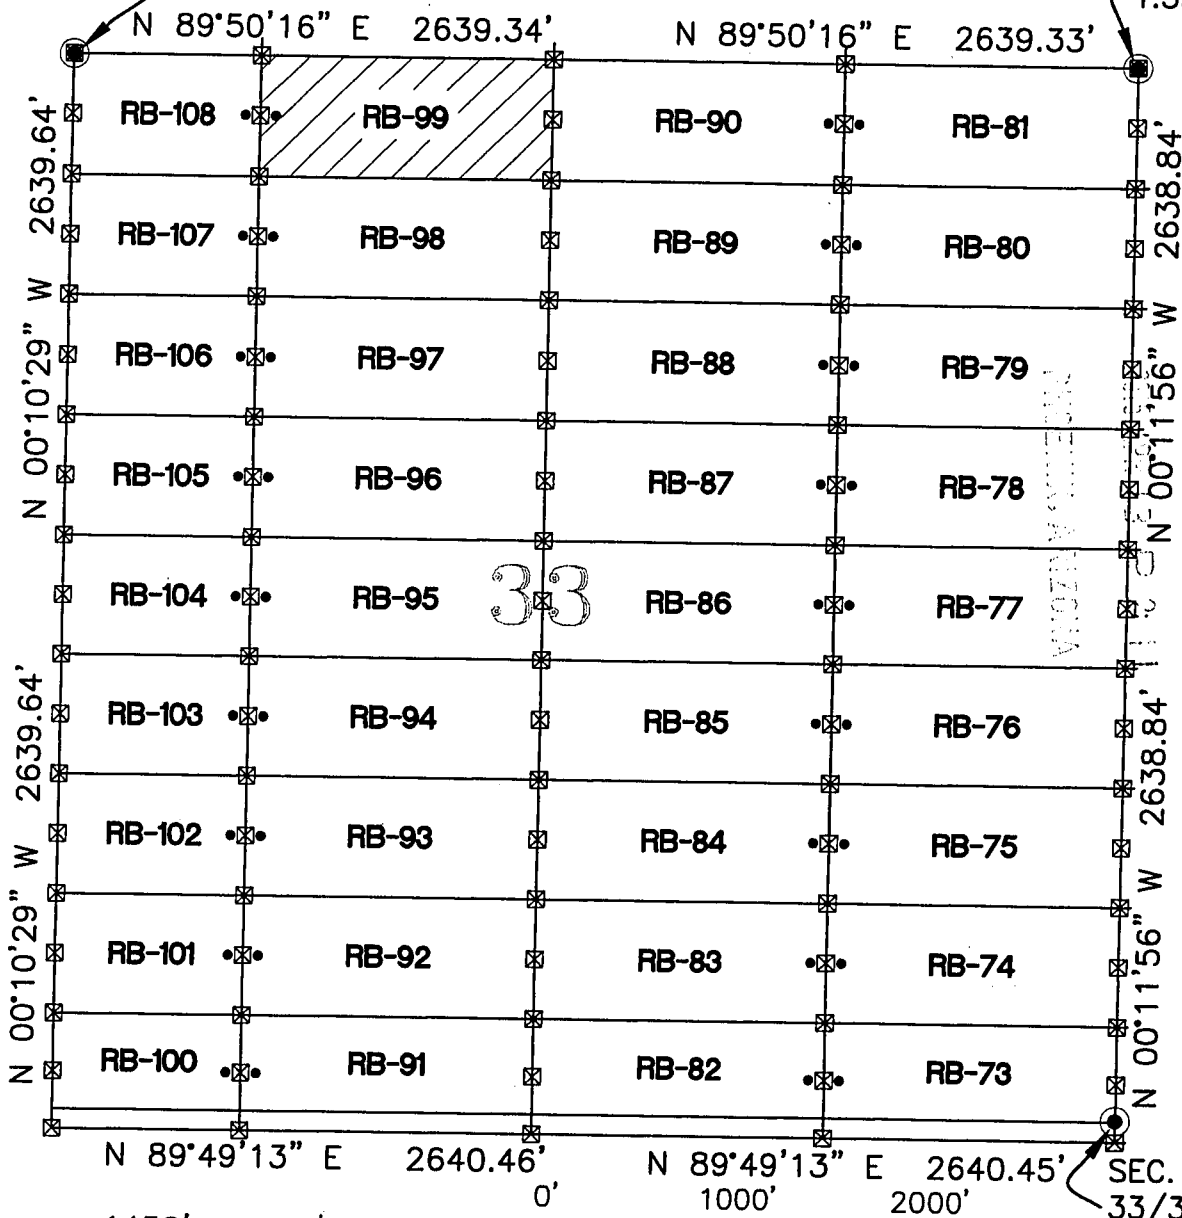 N 89°50'16" E 2639.34' N 89°50'16" E 2639.33'
RB-108 RB-99 RB-90 RB-81
RB-107 RB-98 RB-89 RB-80
RB-106 RB-97 RB-88 RB-79
RB-105 RB-96 RB-87 RB-78
RB-104 RB-95 33 RB-86 RB-77
RB-103 RB-94 RB-85 RB-76
RB-102 RB-93 RB-84 RB-75
RB-101 RB-92 RB-83 RB-74
RB-100 RB-91 RB-82 RB-73
N 00°10'29" W 2639.64'
N 00°10'29" W 2639.64'
N 00°11'56" W 2638.84'
N 00°11'56" W 2638.84'
N 89°49'13" E 2640.46' N 89°49'13" E 2640.45'
SEC.
33/3
0' 1000' 2000'